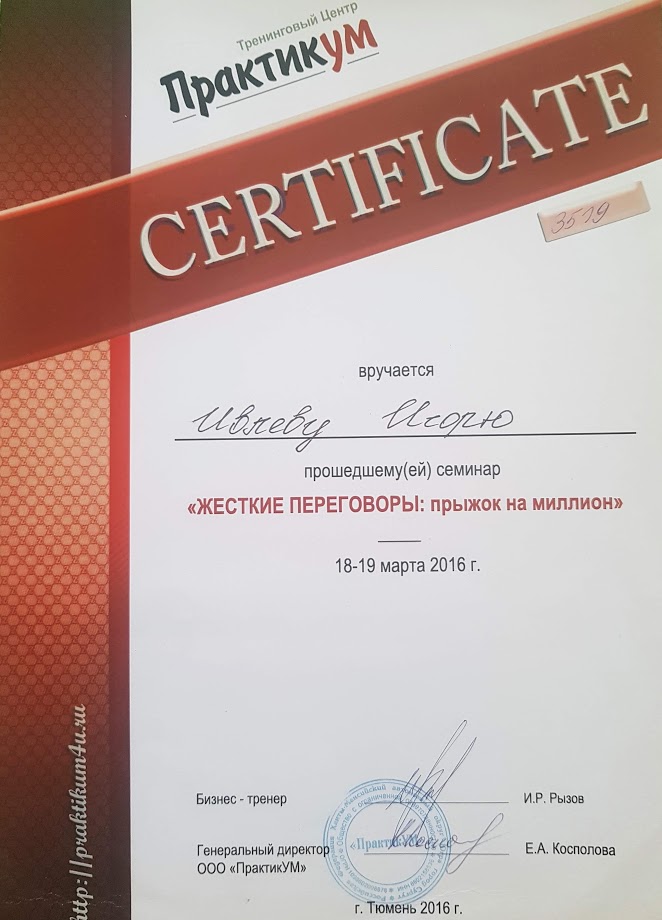 Тренинговый Центр
ПрактикУМ
CERTIFICATE
3519
вручается
Ивлеву Игорю
прошедшему(ей) семинар
«ЖЕСТКИЕ ПЕРЕГОВОРЫ: прыжок на миллион»
18-19 марта 2016 г.
Бизнес - тренер
И.Р. Рызов
Генеральный директор
ООО «ПрактикУМ»
Е.А. Косполова
«ПрактикУМ»
г. Тюмень 2016 г.
http://praktikum4u.ru